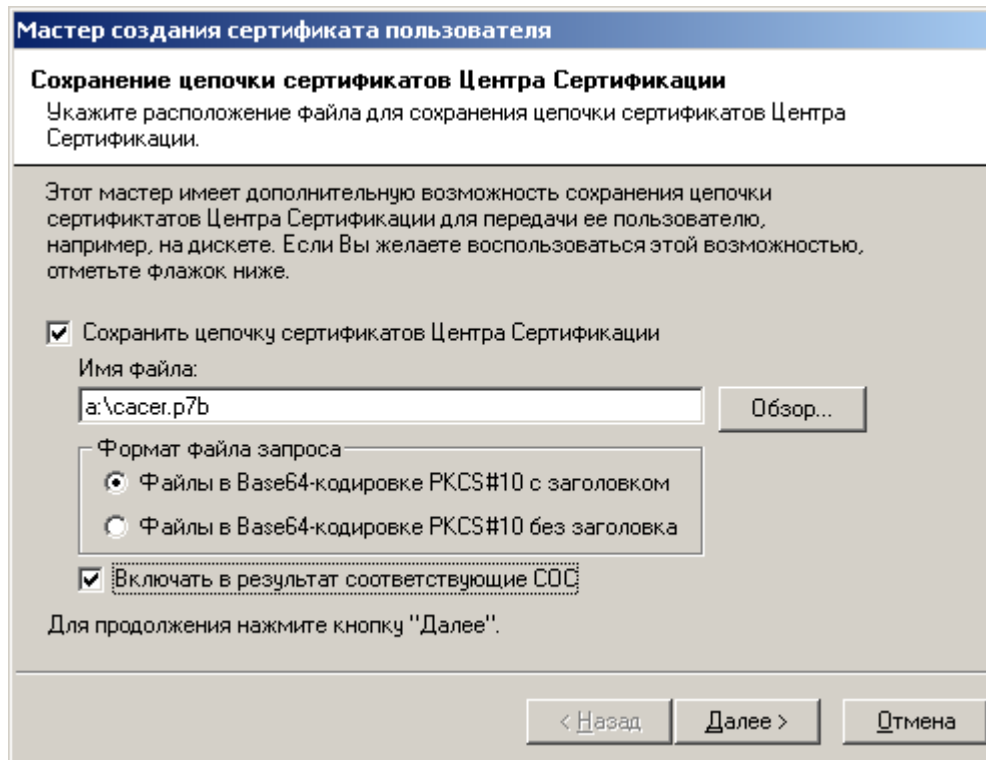 Мастер создания сертификата пользователя
Сохранение цепочки сертификатов Центра Сертификации
Укажите расположение файла для сохранения цепочки сертификатов Центра
Сертификации.
Этот мастер имеет дополнительную возможность сохранения цепочки
сертификтатов Центра Сертификации для передачи ее пользователю,
например, на дискете. Если Вы желаете воспользоваться этой возможностью,
отметьте флажок ниже.
Сохранить цепочку сертификатов Центра Сертификации
Имя файла:
a:\cacer.p7b
Обзор...
Формат файла запроса
Файлы в Base64-кодировке PKCS#10 с заголовком
Файлы в Base64-кодировке PKCS#10 без заголовка
Включать в результат соответствующие СОС
Для продолжения нажмите кнопку "Далее".
< Назад
Далее >
Отмена